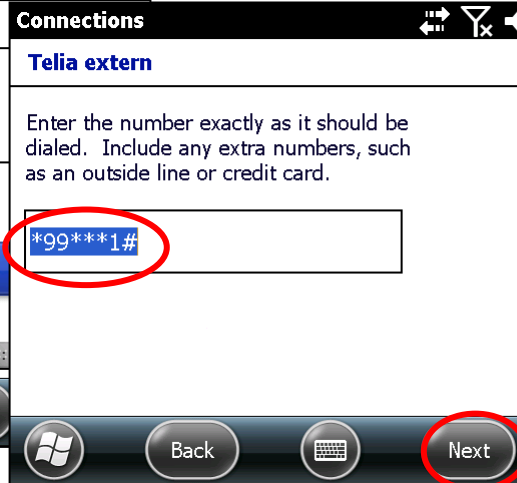 Connections
Telia extern
Enter the number exactly as it should be
dialed.  Include any extra numbers, such
as an outside line or credit card.
*99***1#
Back
Next